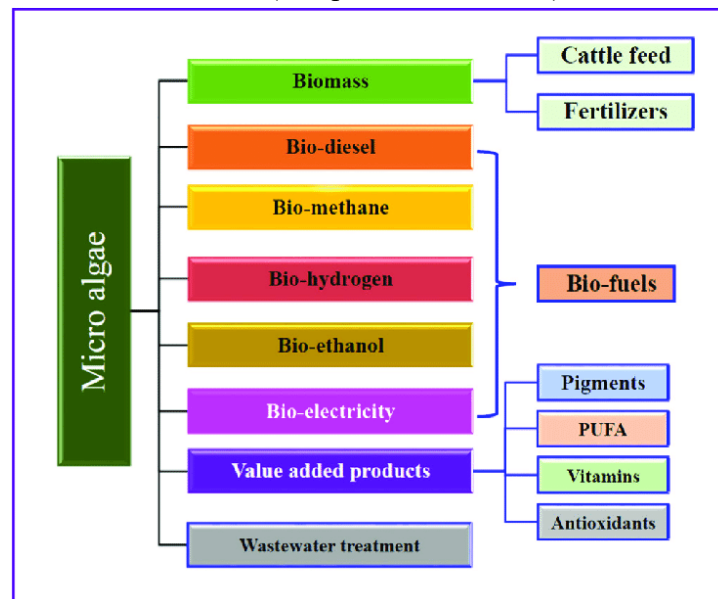 Micro algae
Biomass
Cattle feed
Fertilizers
Bio-diesel
Bio-methane
Bio-hydrogen
Bio-ethanol
Bio-electricity
Bio-fuels
Value added products
Pigments
PUFA
Vitamins
Antioxidants
Wastewater treatment